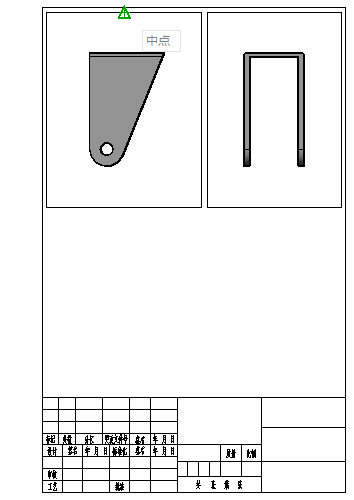 中点
标记 处数 分区 更改文件号 签名 年 月 日
设计 签名 年 月 日 标准化 签名 年 月 日
质量 比例
审核
工艺 批准
共 张 第 张